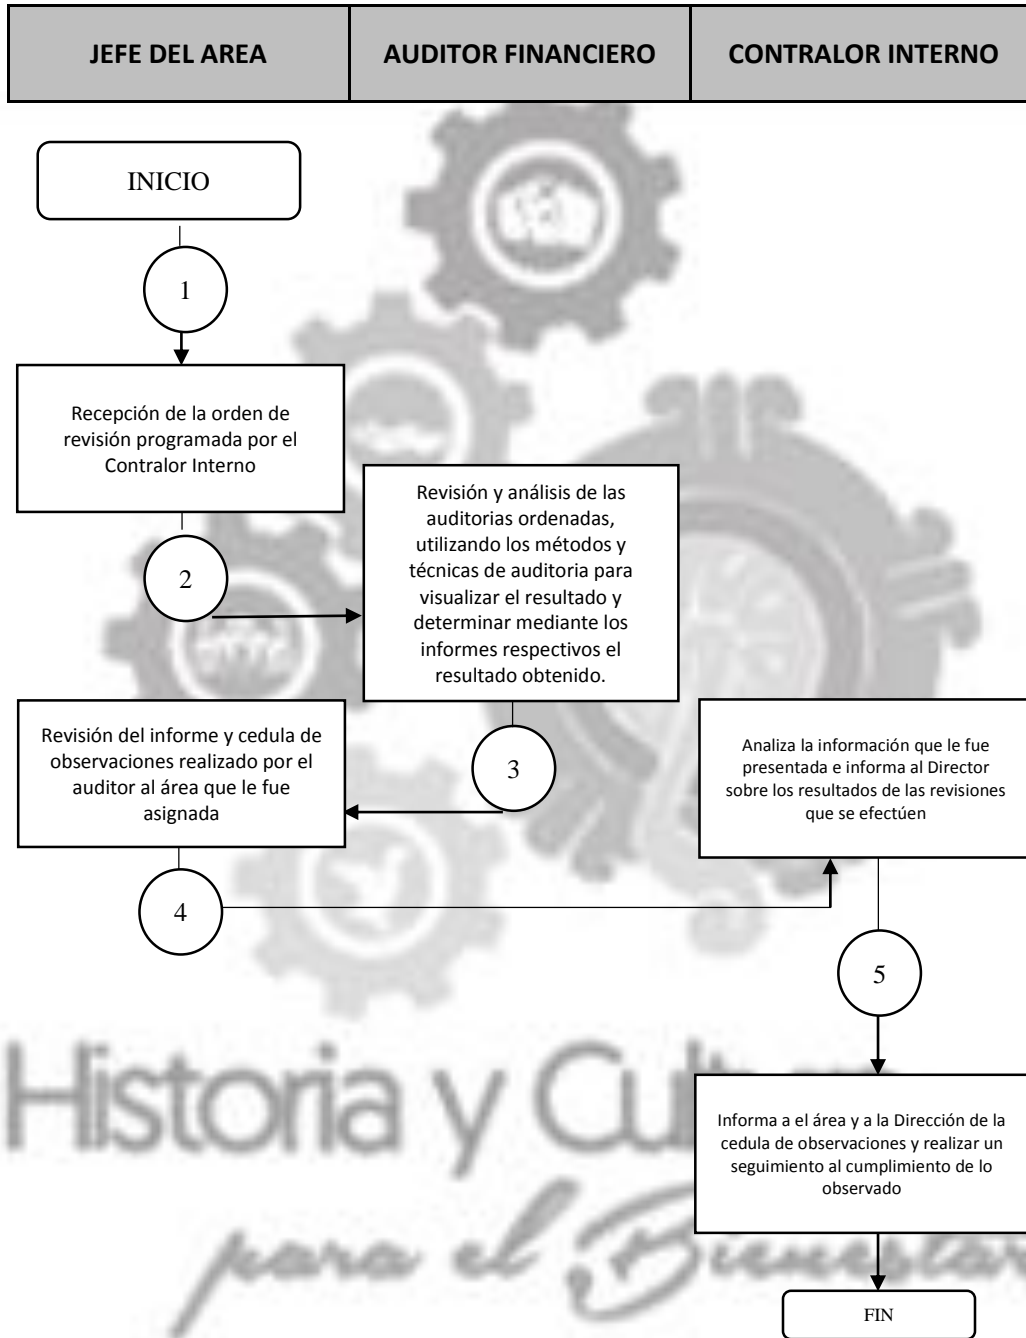 JEFE DEL AREA
AUDITOR FINANCIERO
CONTRALOR INTERNO
INICIO
1
Recepción de la orden de
revisión programada por el
Contralor Interno
2
Revisión y análisis de las
auditorias ordenadas,
utilizando los métodos y
técnicas de auditoria para
visualizar el resultado y
determinar mediante los
informes respectivos el
resultado obtenido.
3
Revisión del informe y cedula de
observaciones realizado por el
auditor al área que le fue
asignada
4
Analiza la información que le fue
presentada e informa al Director
sobre los resultados de las revisiones
que se efectúen
5
Informa a el área y a la Dirección de la
cedula de observaciones y realizar un
seguimiento al cumplimiento de lo
observado
FIN
Historia y
para el Bienestar